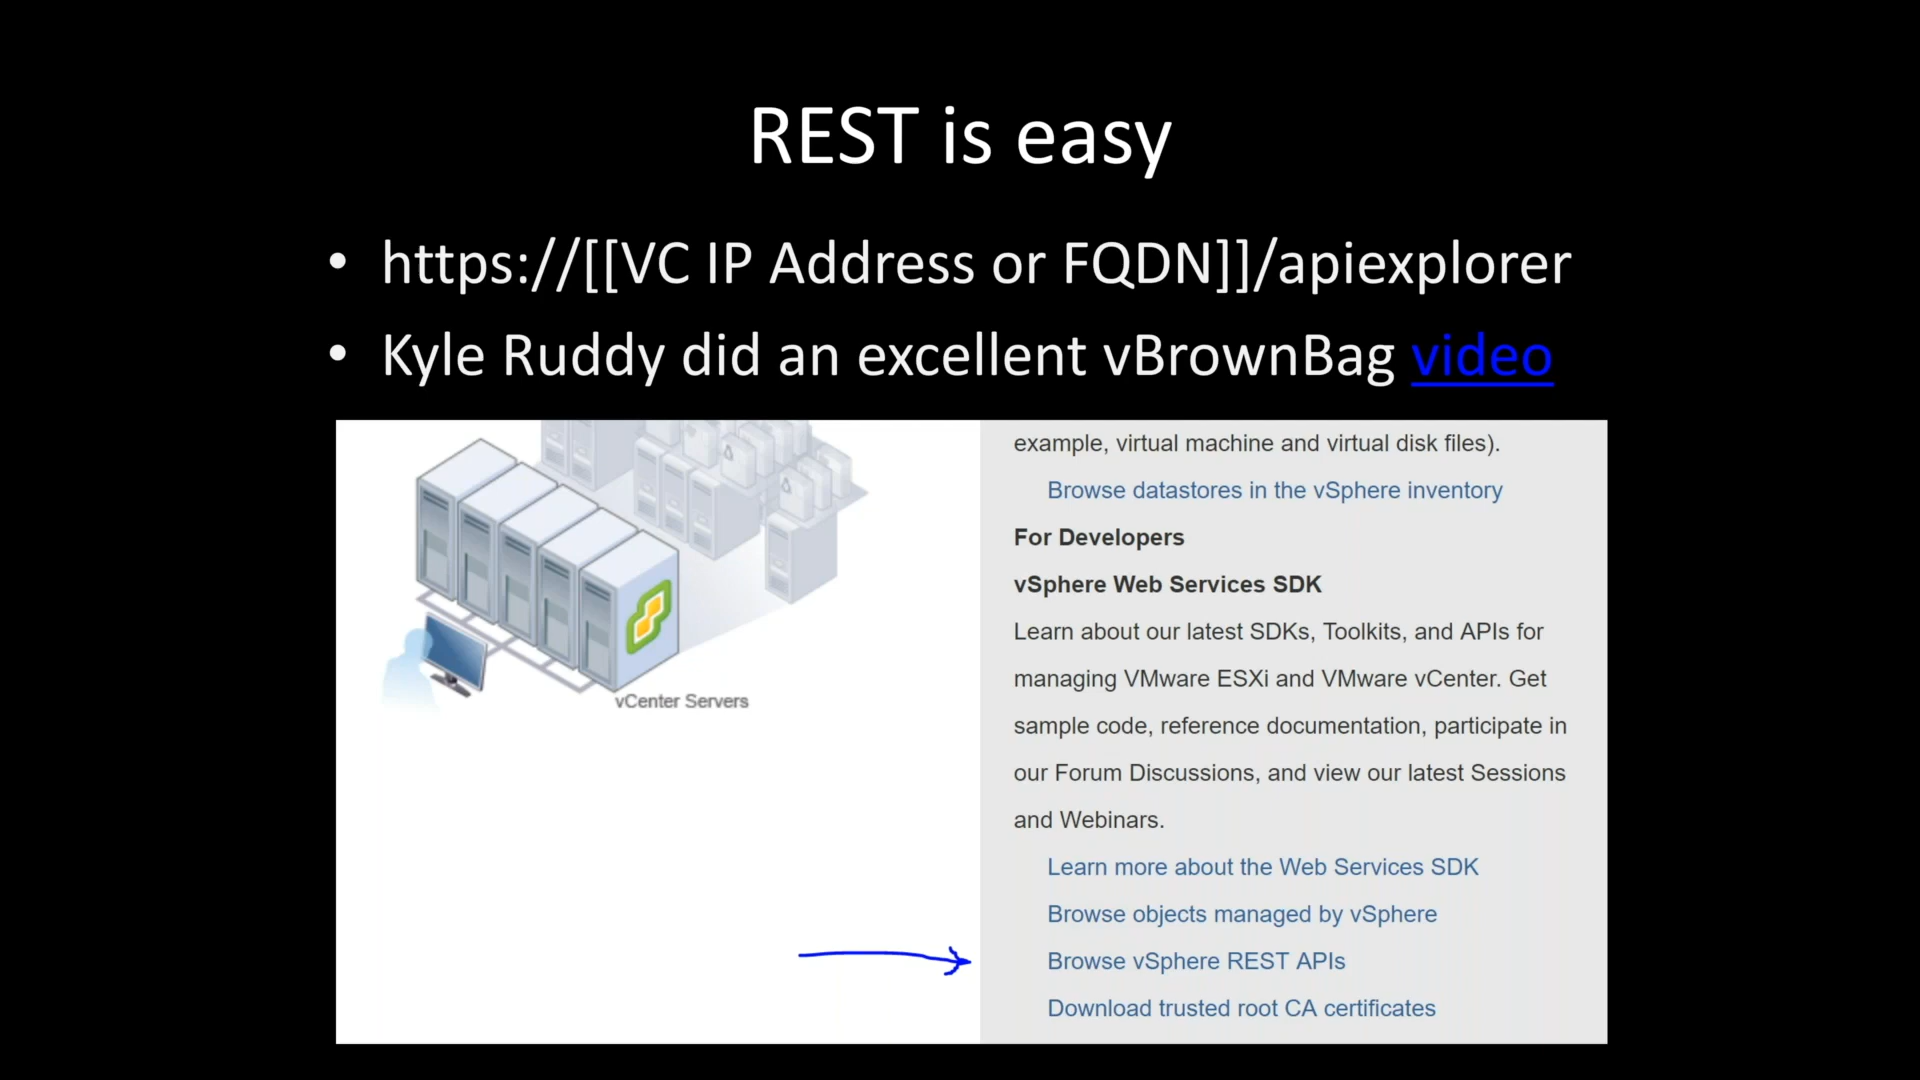 REST is easy
• https://[[VC IP Address or FQDN]]/apiexplorer
• Kyle Ruddy did an excellent vBrownBag video
vCenter Servers
example, virtual machine and virtual disk files).
Browse datastores in the vSphere inventory
For Developers
vSphere Web Services SDK
Learn about our latest SDKs, Toolkits, and APIs for
managing VMware ESXi and VMware vCenter. Get
sample code, reference documentation, participate in
our Forum Discussions, and view our latest Sessions
and Webinars.
Learn more about the Web Services SDK
Browse objects managed by vSphere
Browse vSphere REST APIs
Download trusted root CA certificates